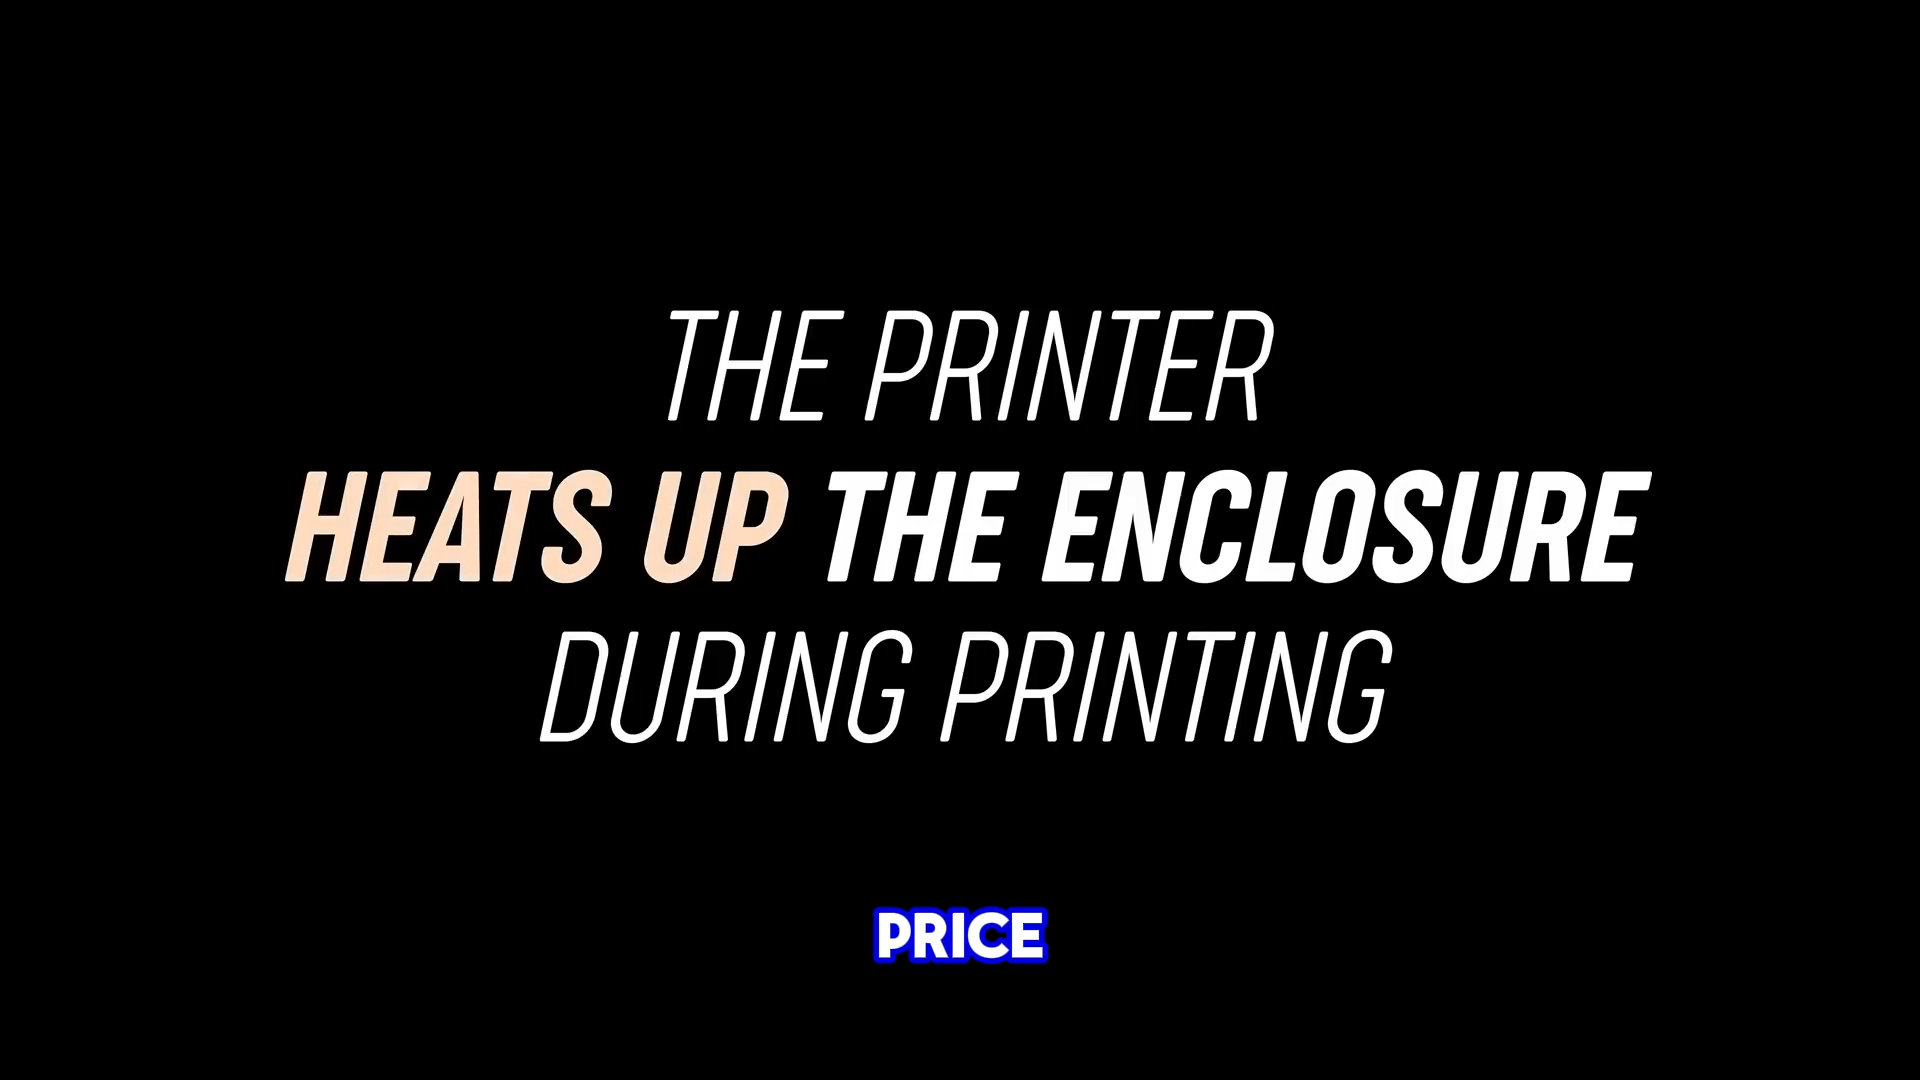 THE PRINTER
HEATS UP THE ENCLOSURE
DURING PRINTING
PRICE